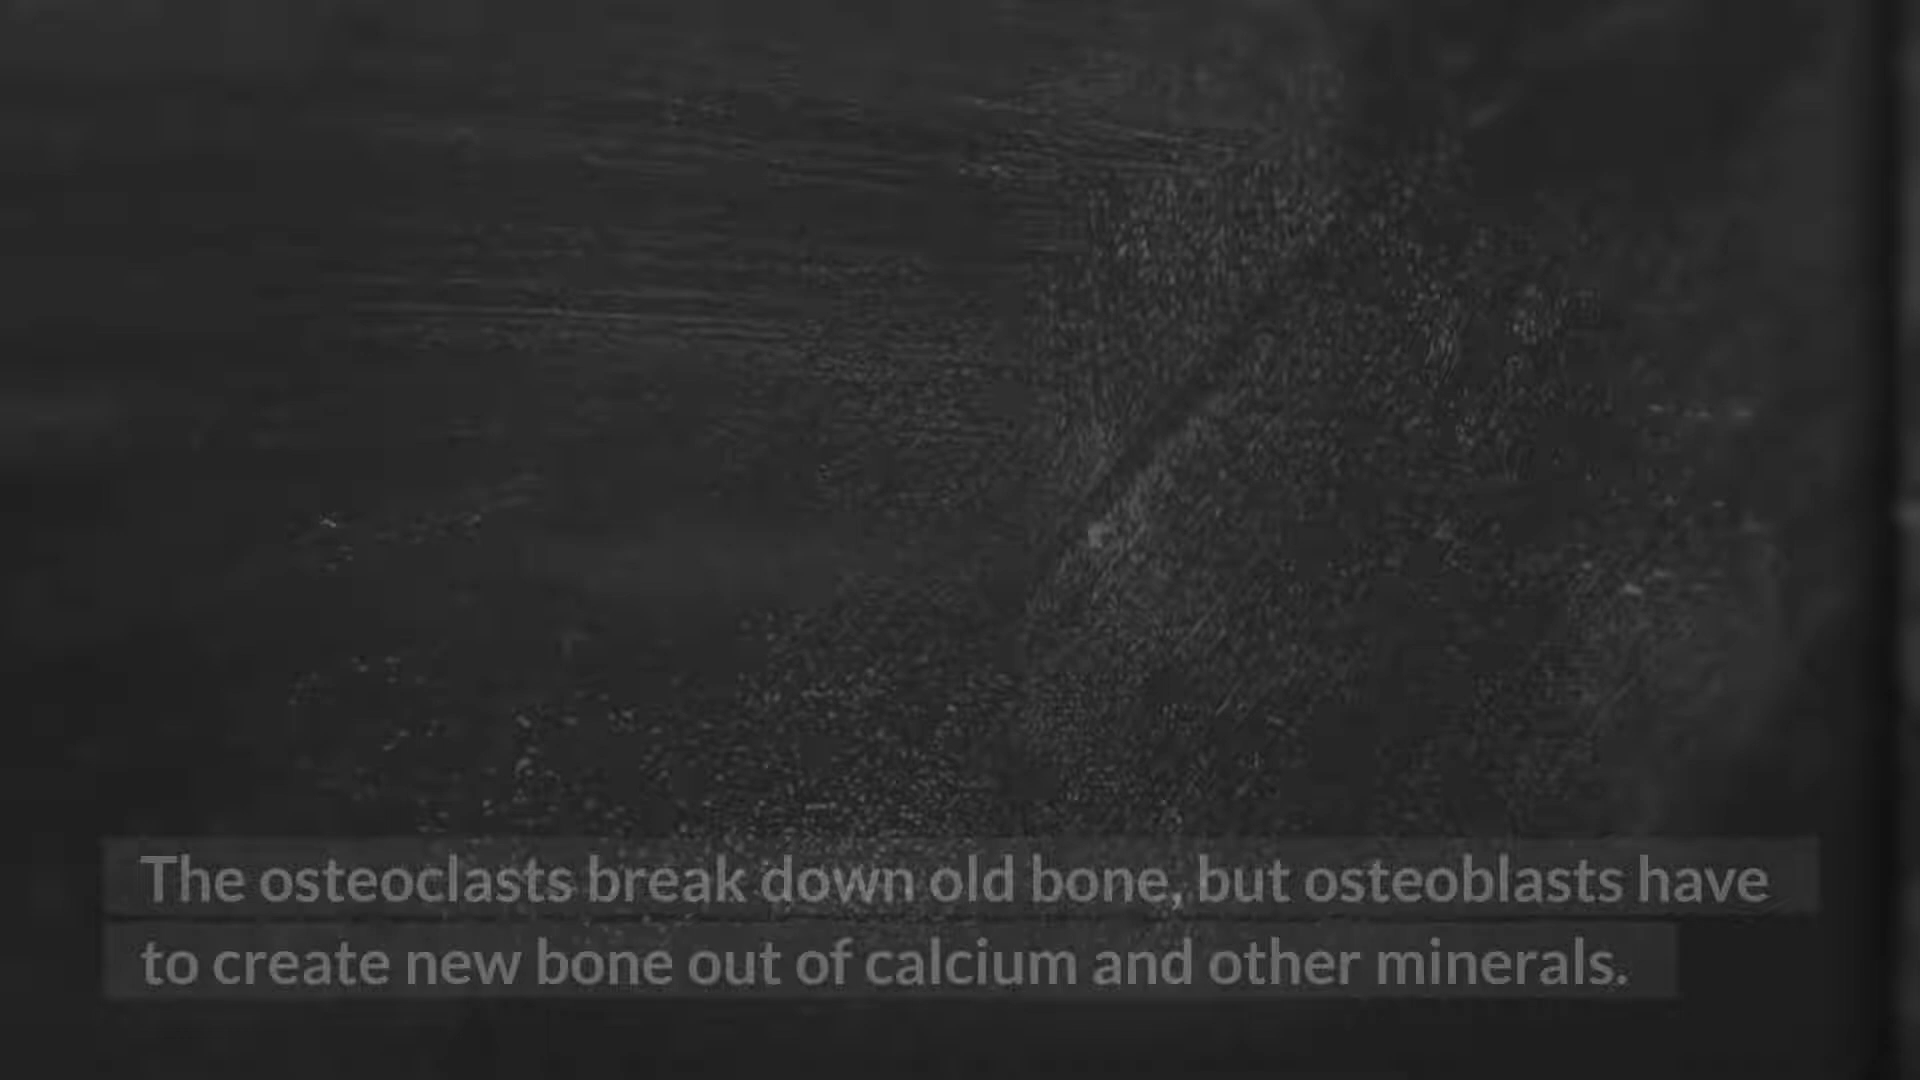 The osteoclasts break down old bone, but osteoblasts have
to create new bone out of calcium and other minerals.